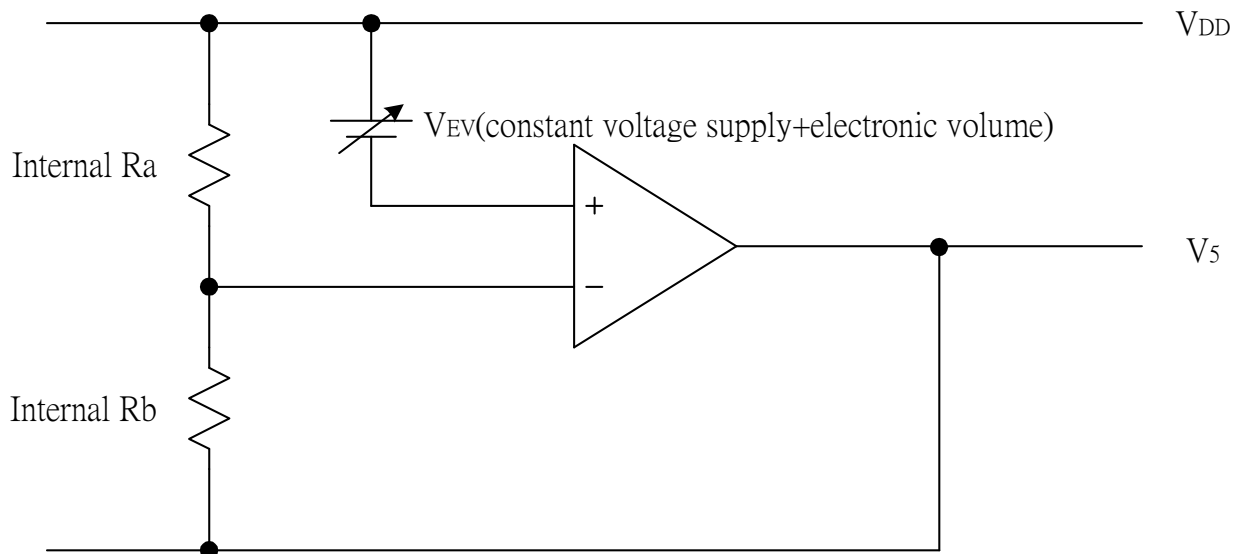 VDD
VEV(constant voltage supply+electronic volume)
Internal Ra
+
V5
−
Internal Rb